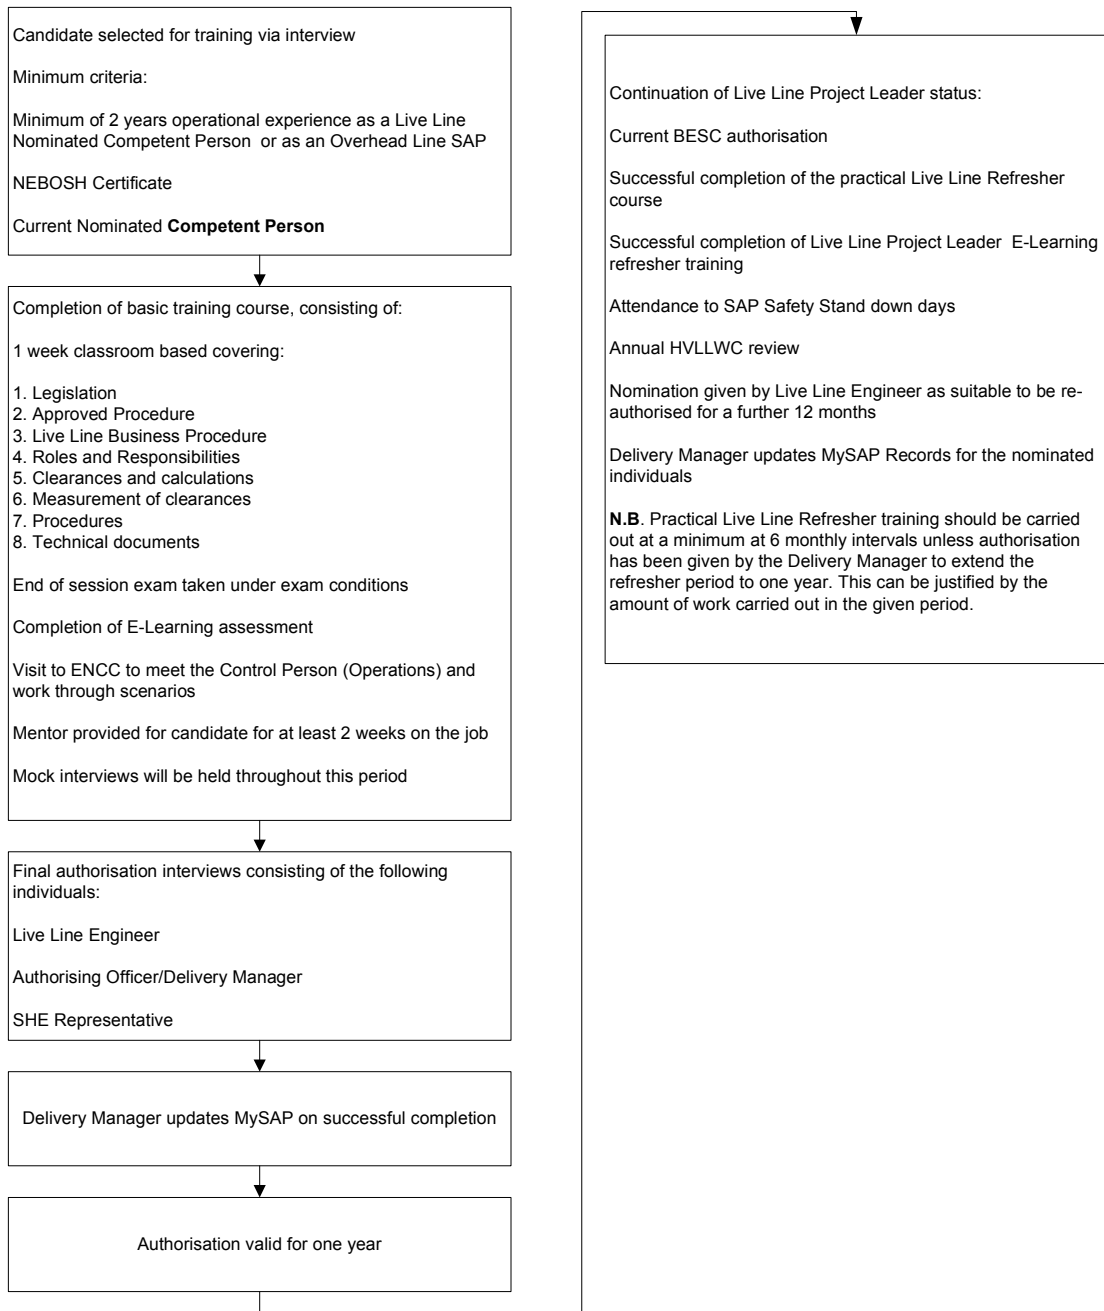 Candidate selected for training via interview
Minimum criteria:
Minimum of 2 years operational experience as a Live Line
Nominated Competent Person or as an Overhead Line SAP
NEBOSH Certificate
Current Nominated Competent Person
Completion of basic training course, consisting of:
1 week classroom based covering:
1. Legislation
2. Approved Procedure
3. Live Line Business Procedure
4. Roles and Responsibilities
5. Clearances and calculations
6. Measurement of clearances
7. Procedures
8. Technical documents
End of session exam taken under exam conditions
Completion of E-Learning assessment
Visit to ENCC to meet the Control Person (Operations) and
work through scenarios
Mentor provided for candidate for at least 2 weeks on the job
Mock interviews will be held throughout this period
Final authorisation interviews consisting of the following
individuals:
Live Line Engineer
Authorising Officer/Delivery Manager
SHE Representative
Delivery Manager updates MySAP on successful completion
Authorisation valid for one year
Continuation of Live Line Project Leader status:
Current BESC authorisation
Successful completion of the practical Live Line Refresher
course
Successful completion of Live Line Project Leader E-Learning
refresher training
Attendance to SAP Safety Stand down days
Annual HVLLWC review
Nomination given by Live Line Engineer as suitable to be re-
authorised for a further 12 months
Delivery Manager updates MySAP Records for the nominated
individuals
N.B. Practical Live Line Refresher training should be carried
out at a minimum at 6 monthly intervals unless authorisation
has been given by the Delivery Manager to extend the
refresher period to one year. This can be justified by the
amount of work carried out in the given period.